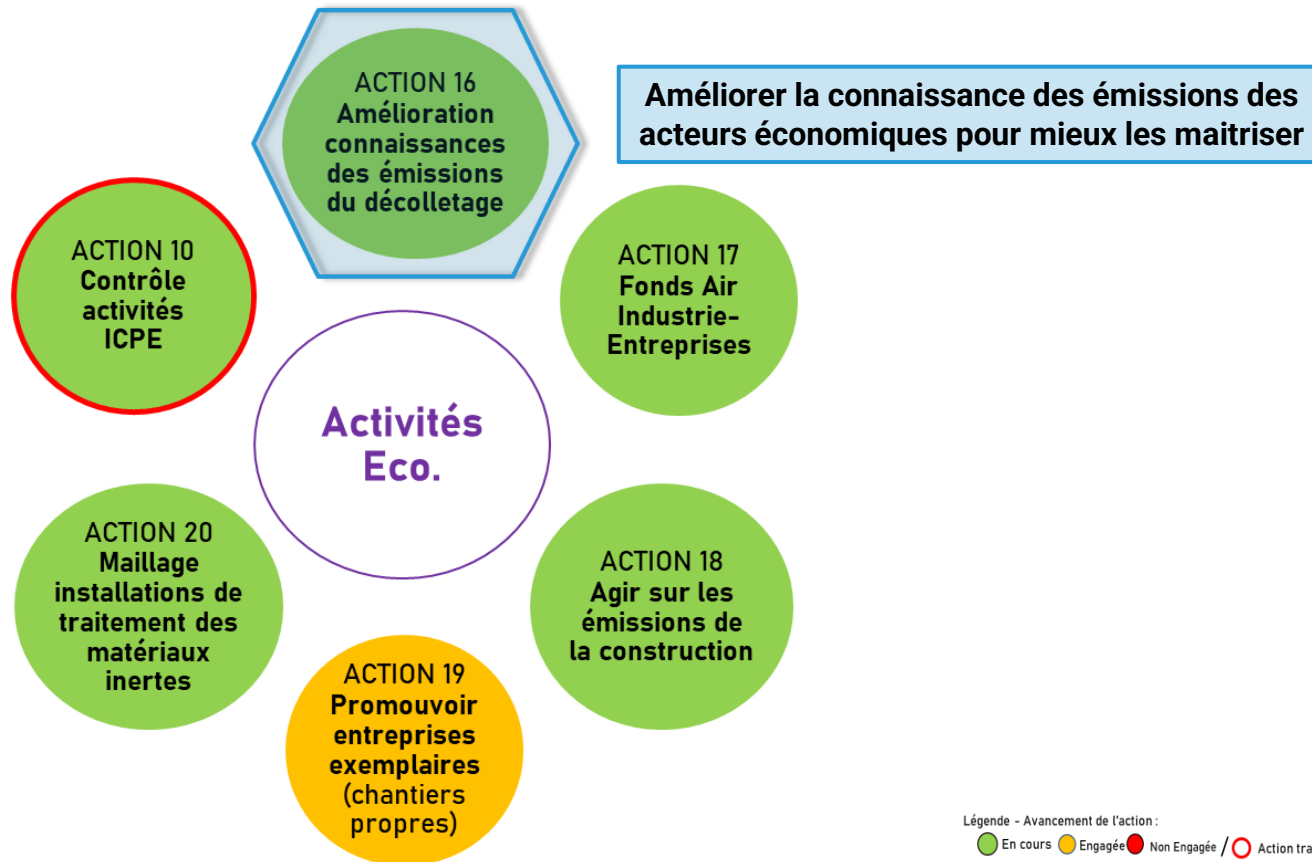 ACTION 16
Amélioration
connaissances
des émissions
du décolletage
Améliorer la connaissance des émissions des
acteurs économiques pour mieux les maitriser
ACTION 10
Contrôle
activités
ICPE
ACTION 17
Fonds Air
Industrie-
Entreprises
Activités
Eco.
ACTION 20
Maillage
installations de
traitement des
matériaux
inertes
ACTION 18
Agir sur les
émissions de
la construction
ACTION 19
Promouvoir
entreprises
exemplaires
(chantiers
propres)
Légende - Avancement de l'action :
En cours Engagée Non Engagée / Action tra